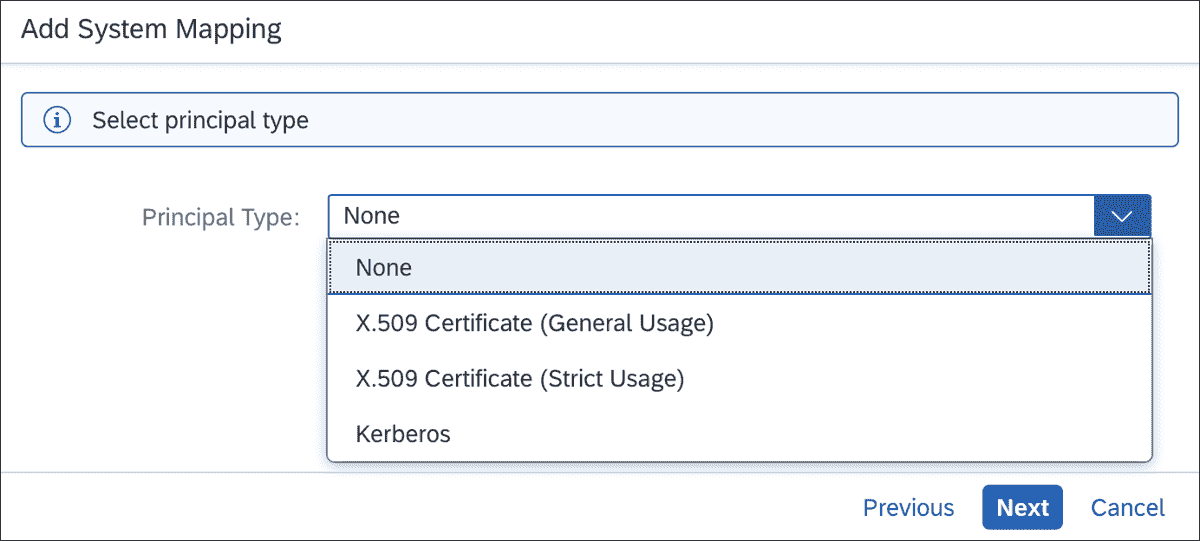 Add System Mapping
Select principal type
Principal Type: None
None
X.509 Certificate (General Usage)
X.509 Certificate (Strict Usage)
Kerberos
Previous Next Cancel